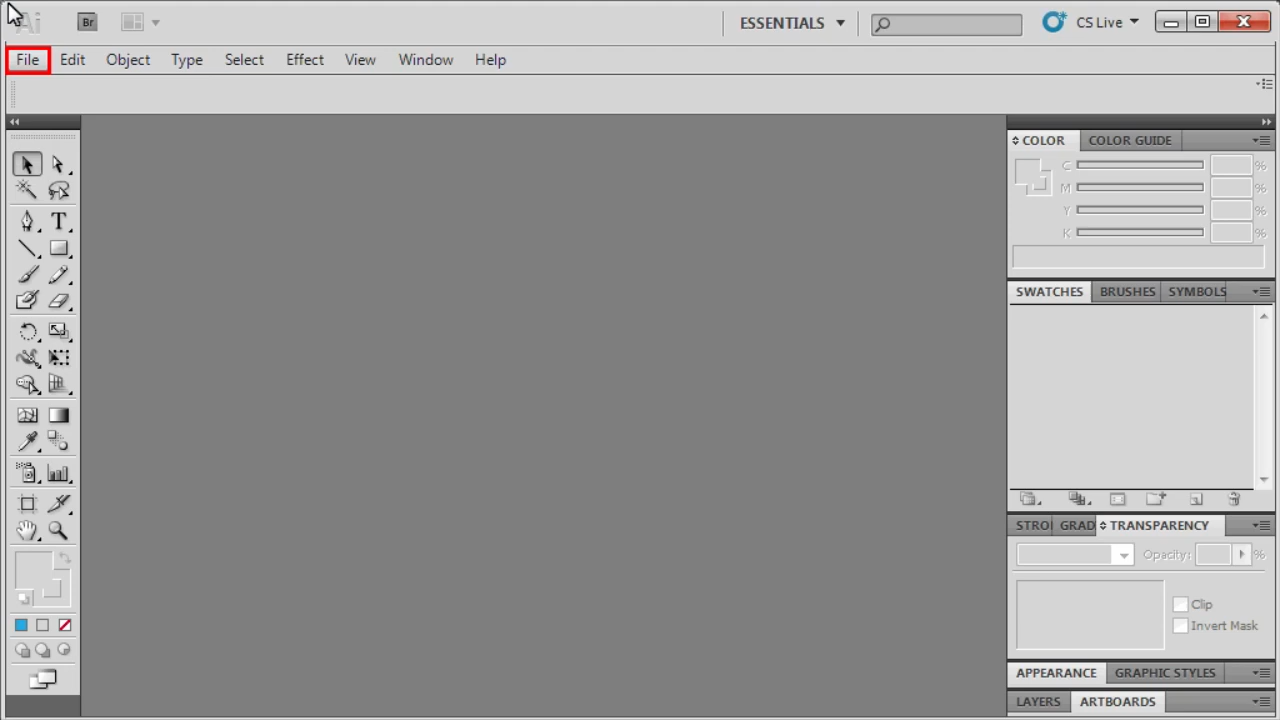 Ai Br ESSENTIALS CS Live
File Edit Object Type Select Effect View Window Help
COLOR COLOR GUIDE
C %
M %
Y %
K %
SWATCHES BRUSHES SYMBOLS
T
STRO GRAD TRANSPARENCY
Opacity: %
Clip
Invert Mask
APPEARANCE GRAPHIC STYLES
LAYERS ARTBOARDS